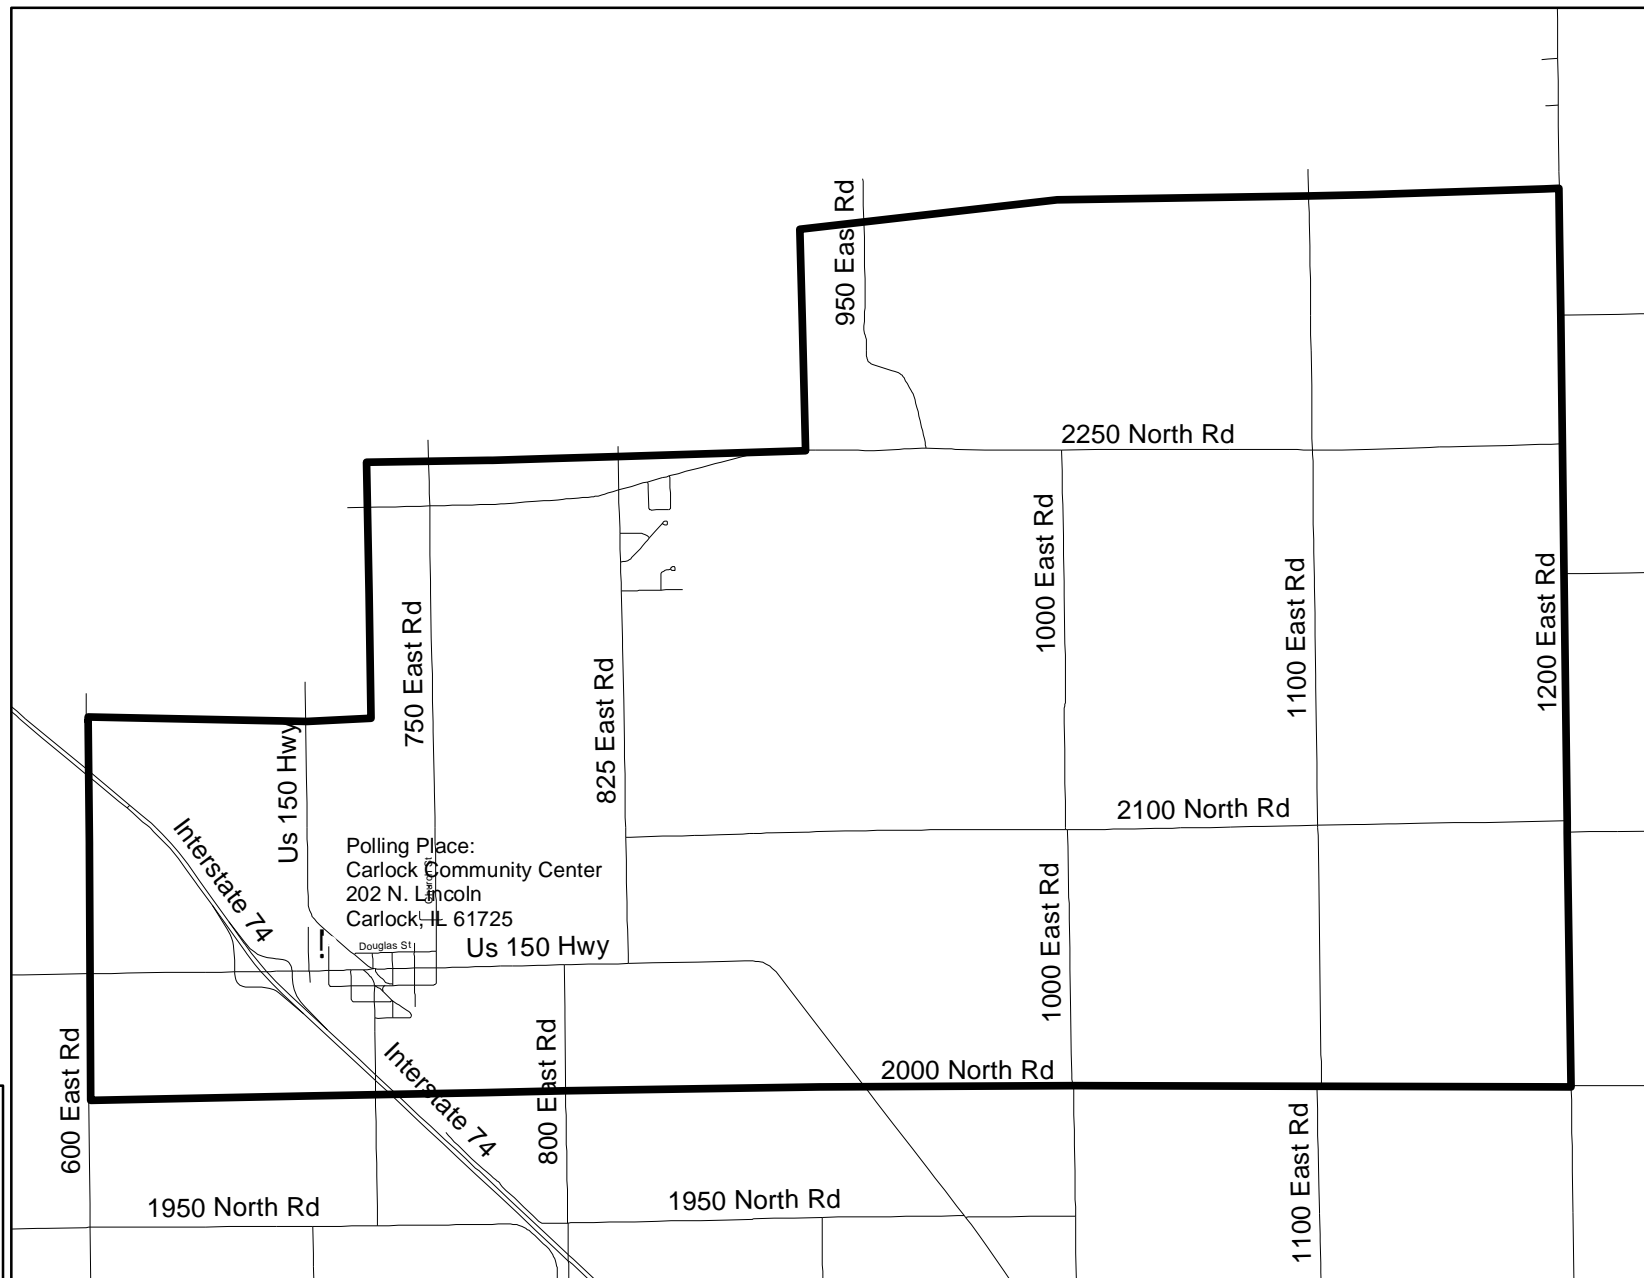 950 East Rd
2250 North Rd
1000 East Rd
1100 East Rd
1200 East Rd
750 East Rd
825 East Rd
Us 150 Hwy
2100 North Rd
Interstate 74
Polling Place:
Carlock Community Center
202 N. Lincoln
Carlock, IL 61725
Church St
!
Douglas St
Us 150 Hwy
1000 East Rd
600 East Rd
Interstate 74
800 East Rd
2000 North Rd
1100 East Rd
1950 North Rd
1950 North Rd